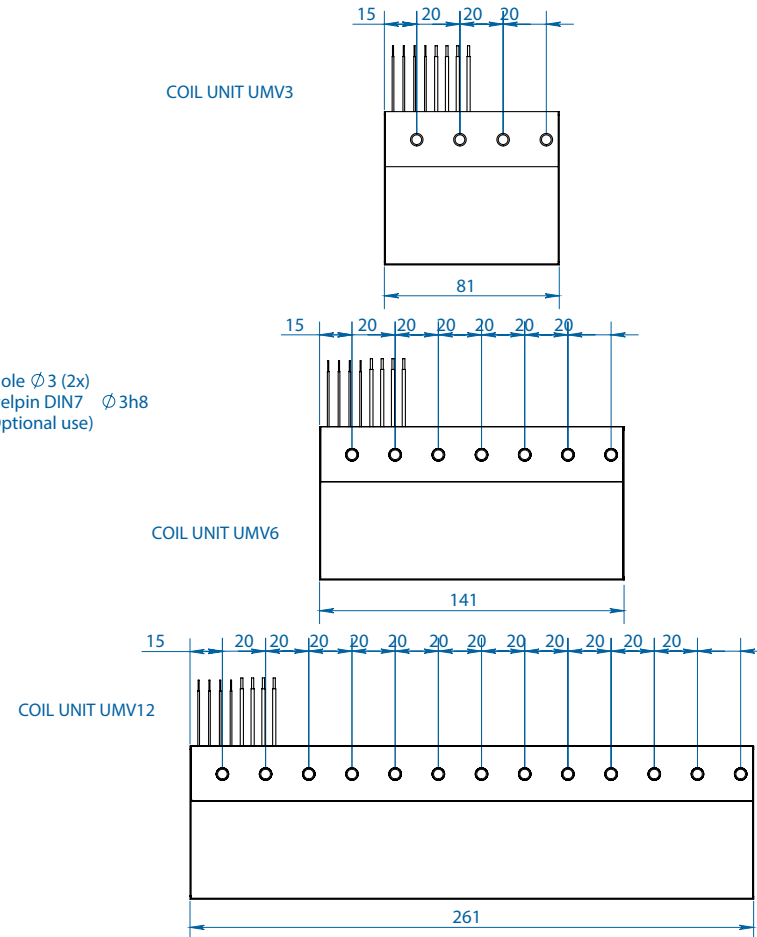 15 20 20 20
COIL UNIT UMV3
81
15 20 20 20 20 20 20
ole ∅3 (2x)
elpin DIN7 ∅3h8
ptional use)
COIL UNIT UMV6
141
15 20 20 20 20 20 20 20 20 20 20 20 20
COIL UNIT UMV12
261